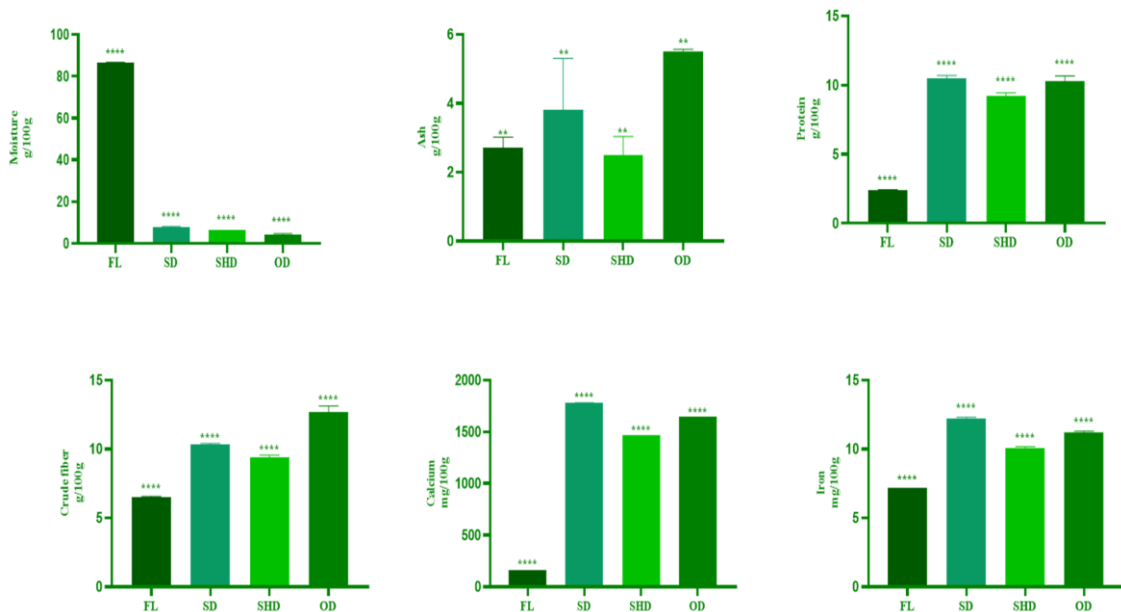 Moisture
g/100g
100
80
60
40
20
0
****
****
****
****
FL
SD
SHD
OD
Ash
g/100g
6
4
2
0
**
**
**
**
FL
SD
SHD
OD
Protein
g/100g
15
10
5
0
****
****
****
****
FL
SD
SHD
OD
Crude fiber
g/100g
15
10
5
0
****
****
****
****
FL
SD
SHD
OD
Calcium
mg/100g
2000
1500
1000
500
0
****
****
****
****
FL
SD
SHD
OD
Iron
mg/100g
15
10
5
0
****
****
****
****
FL
SD
SHD
OD